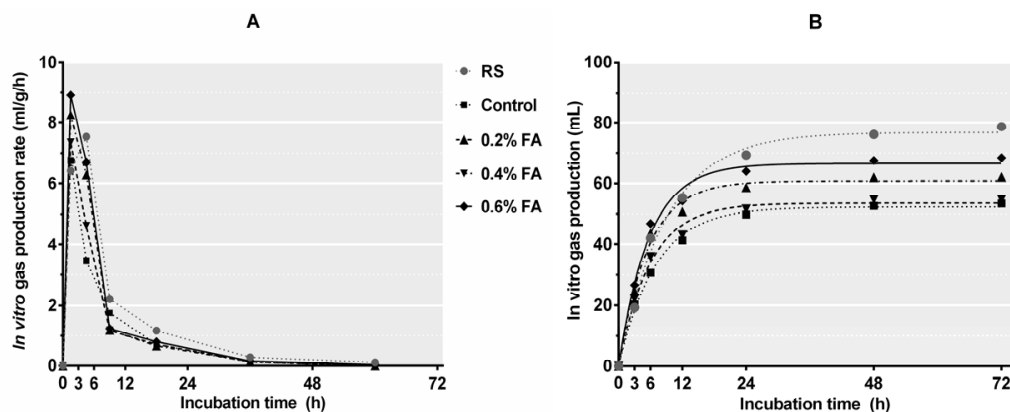 A
B
In vitro gas production rate (ml/g/h)
10
8
6
4
2
0
0 3 6 12 24 48 72
Incubation time (h)
RS
Control
0.2% FA
0.4% FA
0.6% FA
In vitro gas production (mL)
100
80
60
40
20
0
0 3 6 12 24 48 72
Incubation time (h)